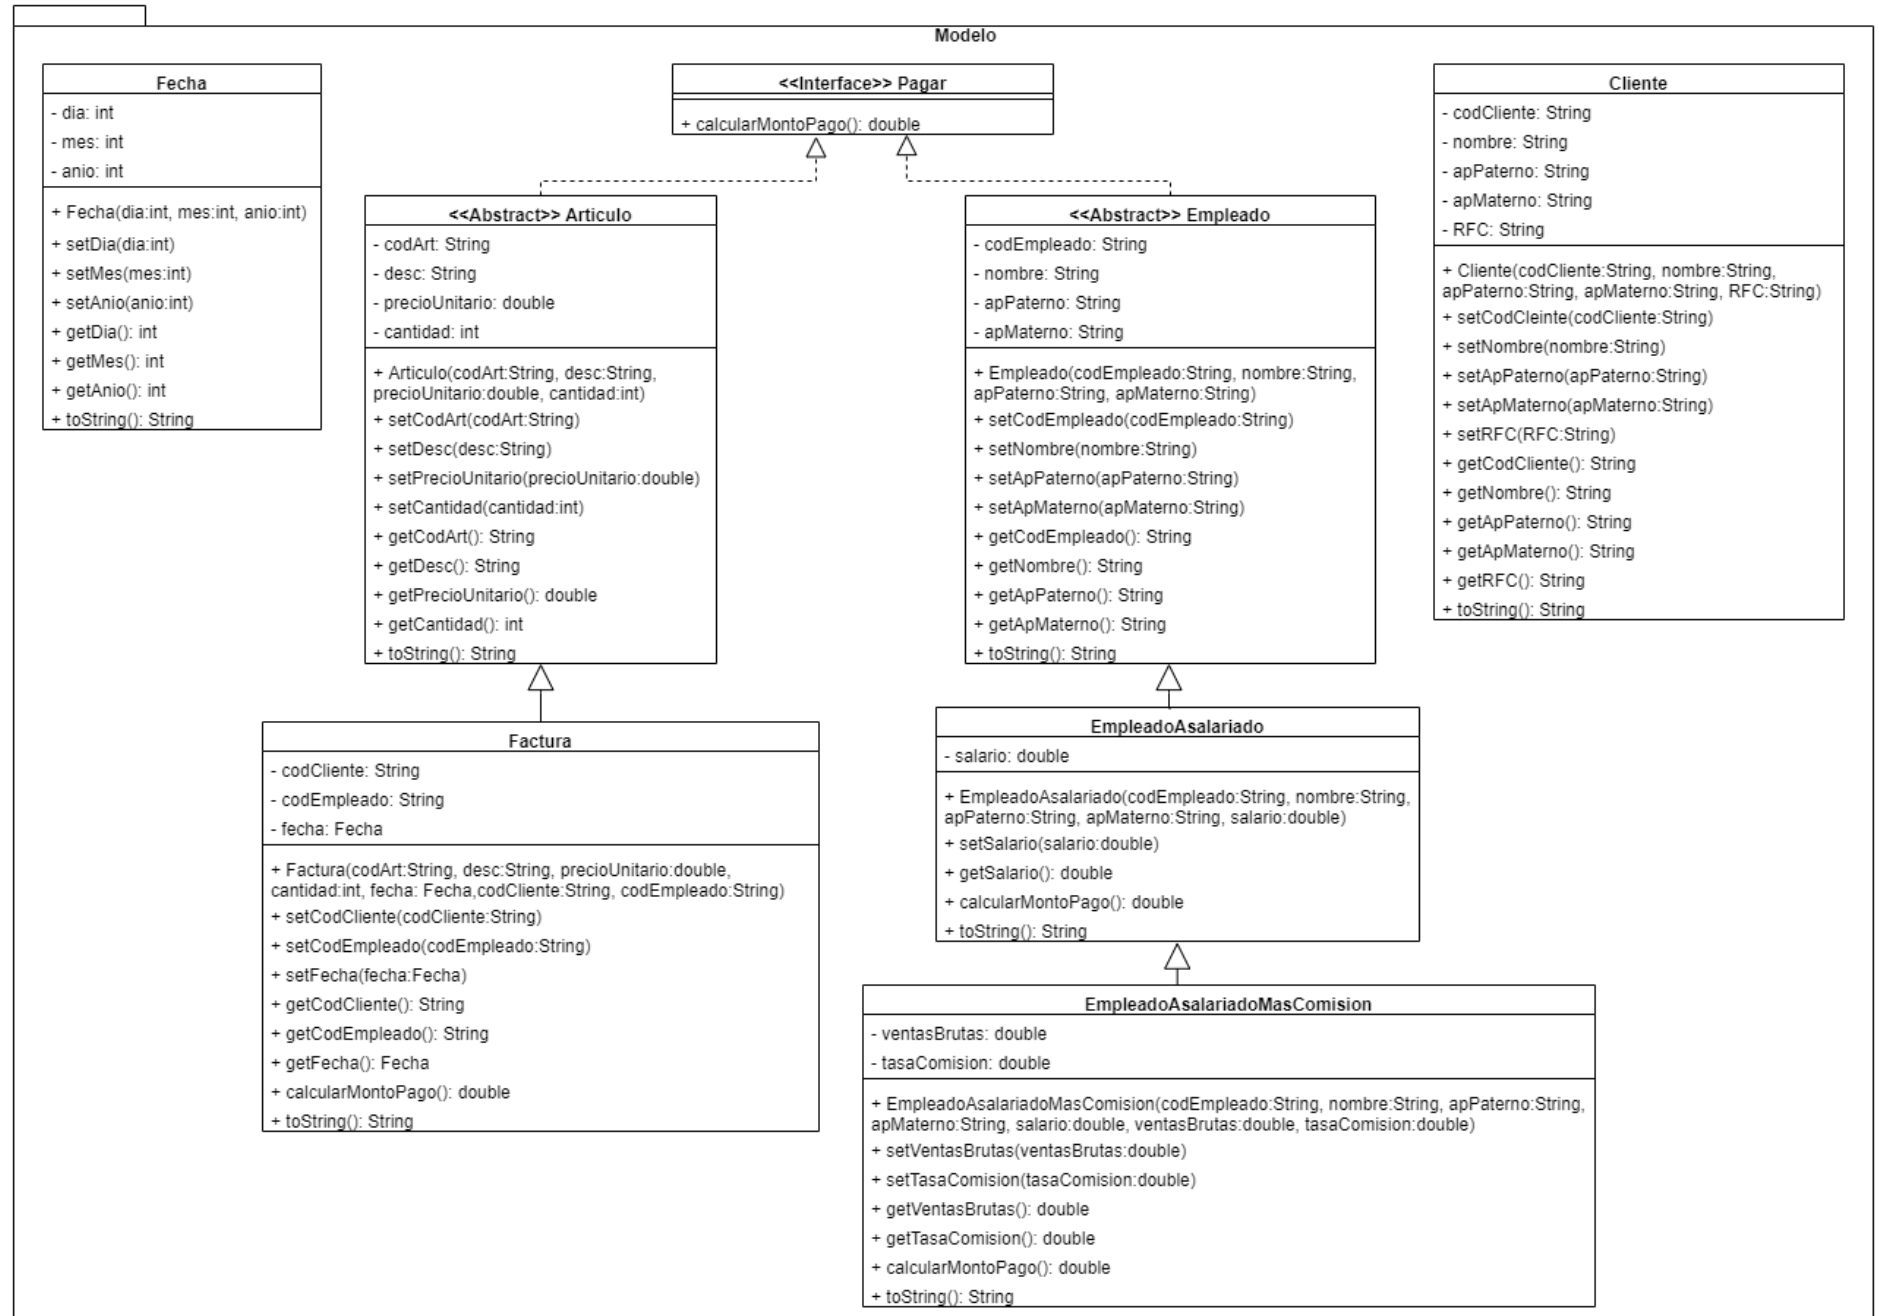 Modelo
Fecha
- dia: int
- mes: int
- anio: int
+ Fecha(dia:int, mes:int, anio:int)
+ setDia(dia:int)
+ setMes(mes:int)
+ setAnio(anio:int)
+ getDia(): int
+ getMes(): int
+ getAnio(): int
+ toString(): String
<<Interface>> Pagar
+ calcularMontoPago(): double
<<Abstract>> Articulo
- codArt: String
- desc: String
- precioUnitario: double
- cantidad: int
+ Articulo(codArt:String, desc:String,
precioUnitario:double, cantidad:int)
+ setCodArt(codArt:String)
+ setDesc(desc:String)
+ setPrecioUnitario(precioUnitario:double)
+ setCantidad(cantidad:int)
+ getCodArt(): String
+ getDesc(): String
+ getPrecioUnitario(): double
+ getCantidad(): int
+ toString(): String
<<Abstract>> Empleado
- codEmpleado: String
- nombre: String
- apPaterno: String
- apMaterno: String
+ Empleado(codEmpleado:String, nombre:String,
apPaterno:String, apMaterno:String)
+ setCodEmpleado(codEmpleado:String)
+ setNombre(nombre:String)
+ setApPaterno(apPaterno:String)
+ setApMaterno(apMaterno:String)
+ getCodEmpleado(): String
+ getNombre(): String
+ getApPaterno(): String
+ getApMaterno(): String
+ toString(): String
Cliente
- codCliente: String
- nombre: String
- apPaterno: String
- apMaterno: String
- RFC: String
+ Cliente(codCliente:String, nombre:String,
apPaterno:String, apMaterno:String, RFC:String)
+ setCodCleinte(codCliente:String)
+ setNombre(nombre:String)
+ setApPaterno(apPaterno:String)
+ setApMaterno(apMaterno:String)
+ setRFC(RFC:String)
+ getCodCliente(): String
+ getNombre(): String
+ getApPaterno(): String
+ getApMaterno(): String
+ getRFC(): String
+ toString(): String
Factura
- codCliente: String
- codEmpleado: String
- fecha: Fecha
+ Factura(codArt:String, desc:String, precioUnitario:double,
cantidad:int, fecha: Fecha,codCliente:String, codEmpleado:String)
+ setCodCliente(codCliente:String)
+ setCodEmpleado(codEmpleado:String)
+ setFecha(fecha:Fecha)
+ getCodCliente(): String
+ getCodEmpleado(): String
+ getFecha(): Fecha
+ calcularMontoPago(): double
+ toString(): String
EmpleadoAsalariado
- salario: double
+ EmpleadoAsalariado(codEmpleado:String, nombre:String,
apPaterno:String, apMaterno:String, salario:double)
+ setSalario(salario:double)
+ getSalario(): double
+ calcularMontoPago(): double
+ toString(): String
EmpleadoAsalariadoMasComision
- ventasBrutas: double
- tasaComision: double
+ EmpleadoAsalariadoMasComision(codEmpleado:String, nombre:String, apPaterno:String,
apMaterno:String, salario:double, ventasBrutas:double, tasaComision:double)
+ setVentasBrutas(ventasBrutas:double)
+ setTasaComision(tasaComision:double)
+ getVentasBrutas(): double
+ getTasaComision(): double
+ calcularMontoPago(): double
+ toString(): String